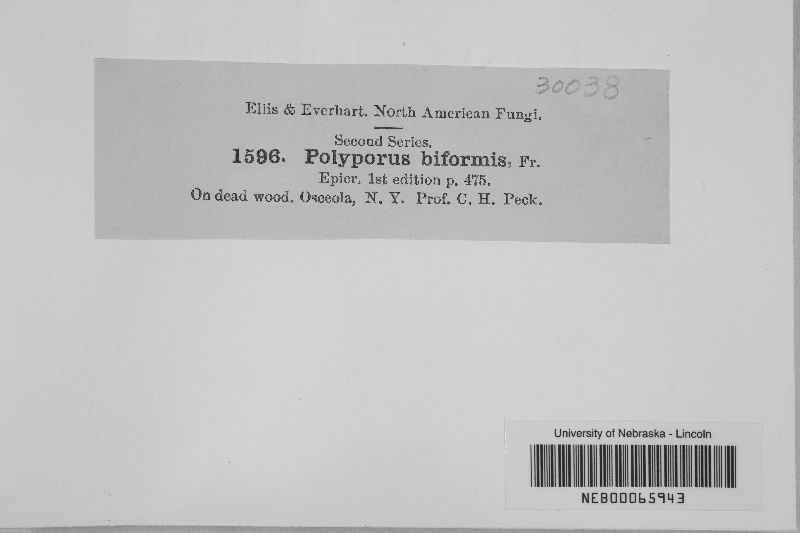 30038
Ellis & Everhart. North American Fungi.
Second Series.
1596. Polyporus biformis, Fr.
Epicr. 1st edition p. 475.
On dead wood. Osceola, N. Y. Prof. C. H. Peck.
University of Nebraska - Lincoln
NEB00065943